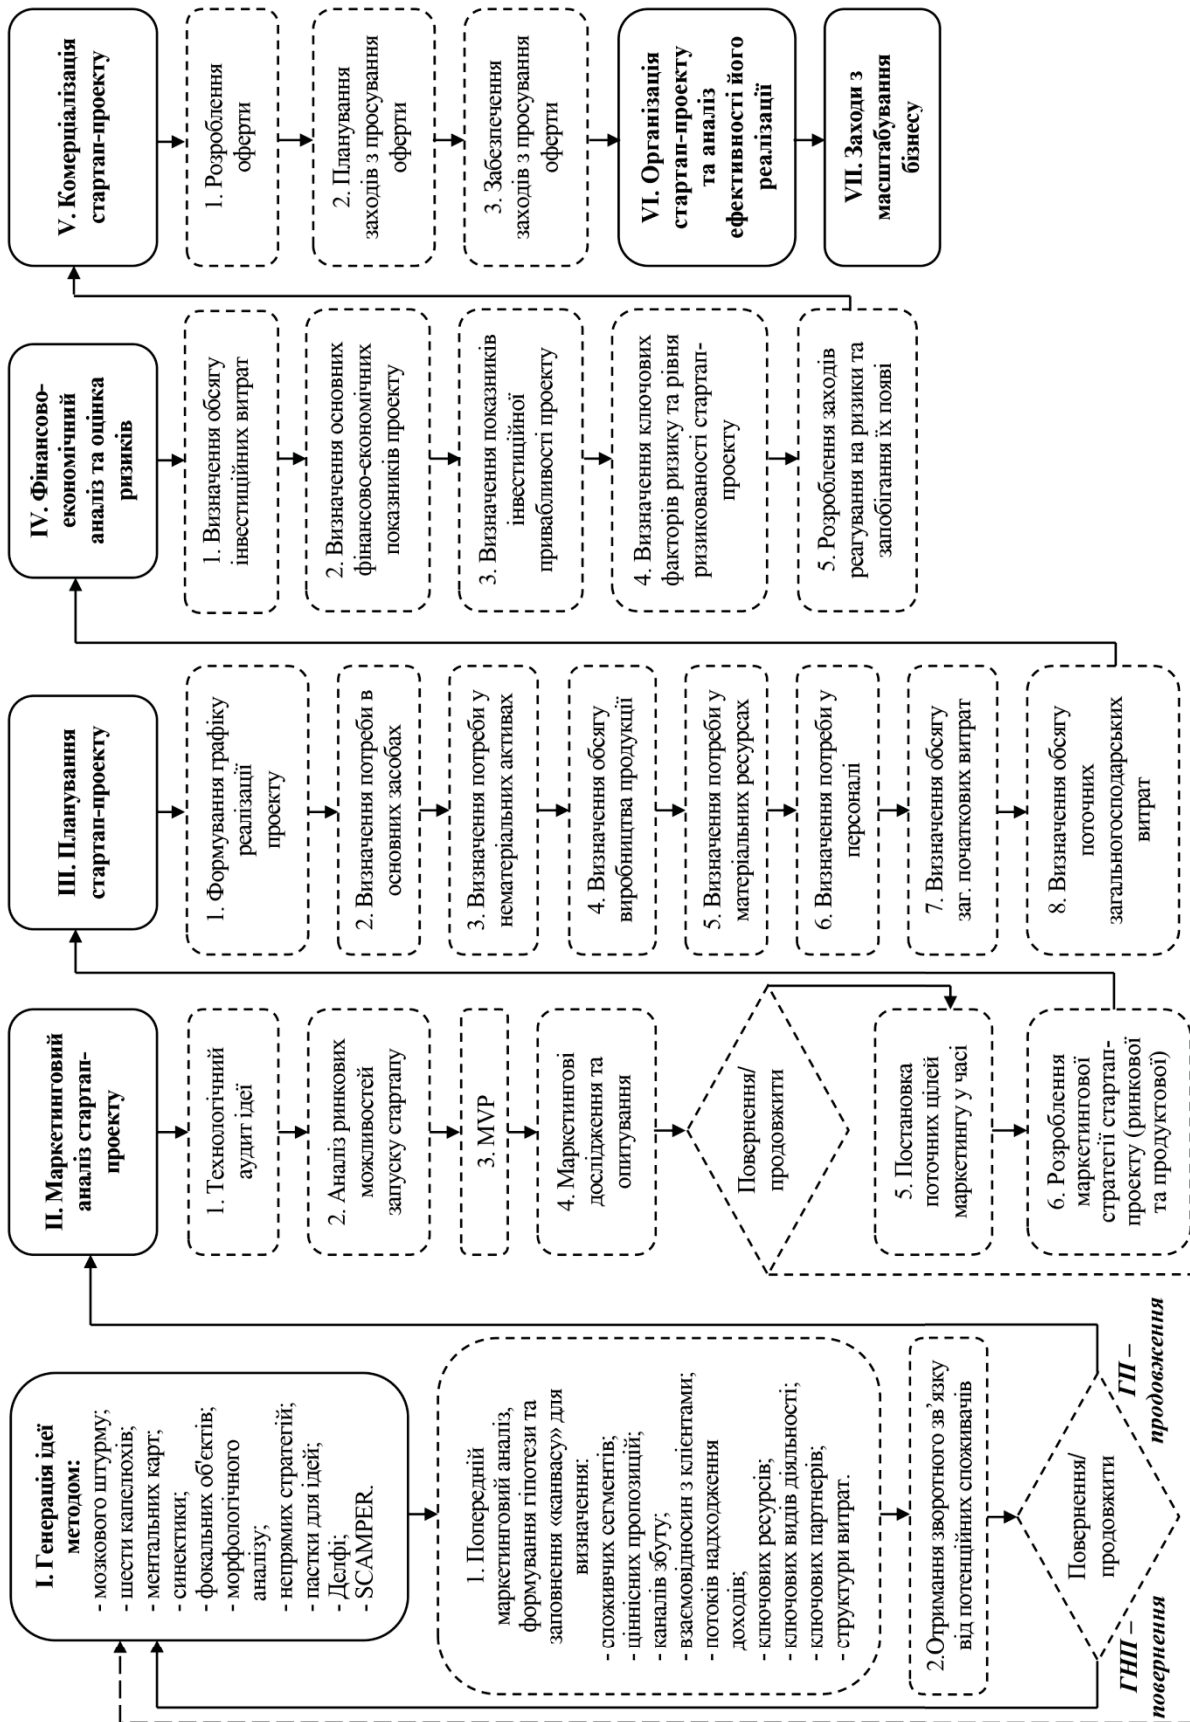 I. Генерація ідеї
методом:
- мозкового штурму;
- шести капелюхів;
- ментальних карт;
- синектики;
- фокальних об'єктів;
- морфологічного
аналізу;
- непрямих стратегій;
- пастки для ідей;
- Делфі;
- SCAMPER.
1. Попередній
маркетинговий аналіз,
формування гіпотези та
заповнення «канвасу» для
визначення:
- споживчих сегментів;
- ціннісних пропозицій;
- каналів збуту;
- взаємовідносин з клієнтами;
- потоків надходження
доходів;
- ключових ресурсів;
- ключових видів діяльності;
- ключових партнерів;
- структури витрат.
2.Отримання зворотного зв’язку
від потенційних споживачів
Повернення/
продовжити
ГНП –
повернення
ГП –
продовження
II. Маркетинговий
аналіз стартап-
проекту
1. Технологічний
аудит ідеї
2. Аналіз ринкових
можливостей
запуску стартапу
3. MVP
4. Маркетингові
дослідження та
опитування
Повернення/
продовжити
5. Постановка
поточних цілей
маркетингу у часі
6. Розроблення
маркетингової
стратегії стартап-
проекту (ринкової
та продуктової)
III. Планування
стартап-проекту
1. Формування графіку
реалізації
проекту
2. Визначення потреби в
основних засобах
3. Визначення потреби у
нематеріальних активах
4. Визначення обсягу
виробництва продукції
5. Визначення потреби у
матеріальних ресурсах
6. Визначення потреби у
персоналі
7. Визначення обсягу
заг. початкових витрат
8. Визначення обсягу
поточних
загальногосподарських
витрат
IV. Фінансово-
економічний
аналіз та оцінка
ризиків
1. Визначення обсягу
інвестиційних витрат
2. Визначення основних
фінансово-економічних
показників проекту
3. Визначення показників
інвестиційної
привабливості проекту
4. Визначення ключових
факторів ризику та рівня
ризикованості стартап-
проекту
5. Розроблення заходів
реагування на ризики та
запобігання їх появі
V. Комерціалізація
стартап-проекту
1. Розроблення
оферти
2. Планування
заходів з просування
оферти
3. Забезпечення
заходів з просування
оферти
VI. Організація
стартап-проекту
та аналіз
ефективності його
реалізації
VII. Заходи з
масштабування
бізнесу